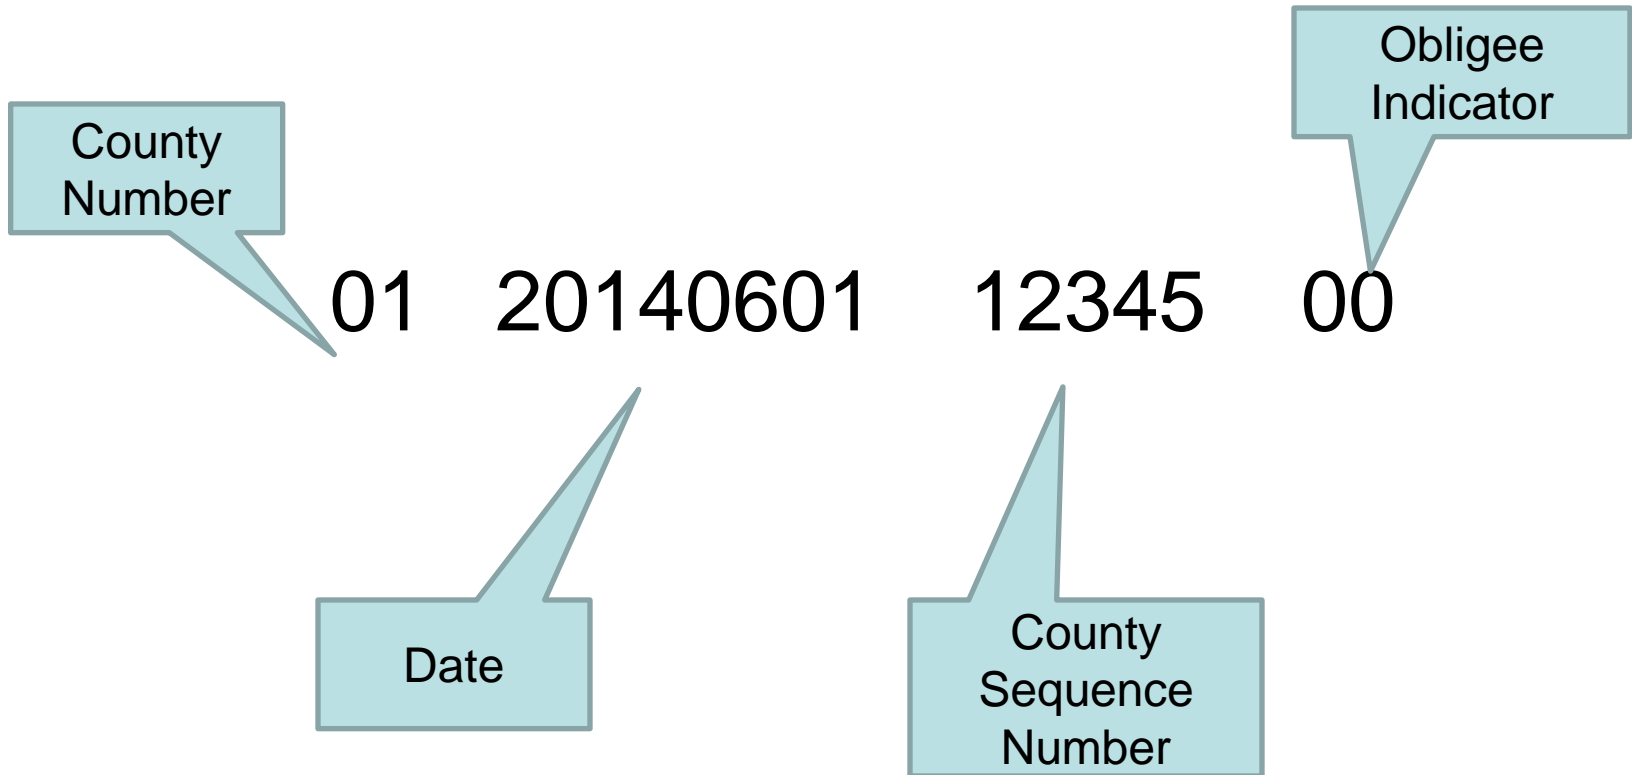 Obligee
Indicator
County
Number
01 20140601 12345 00
Date
County
Sequence
Number